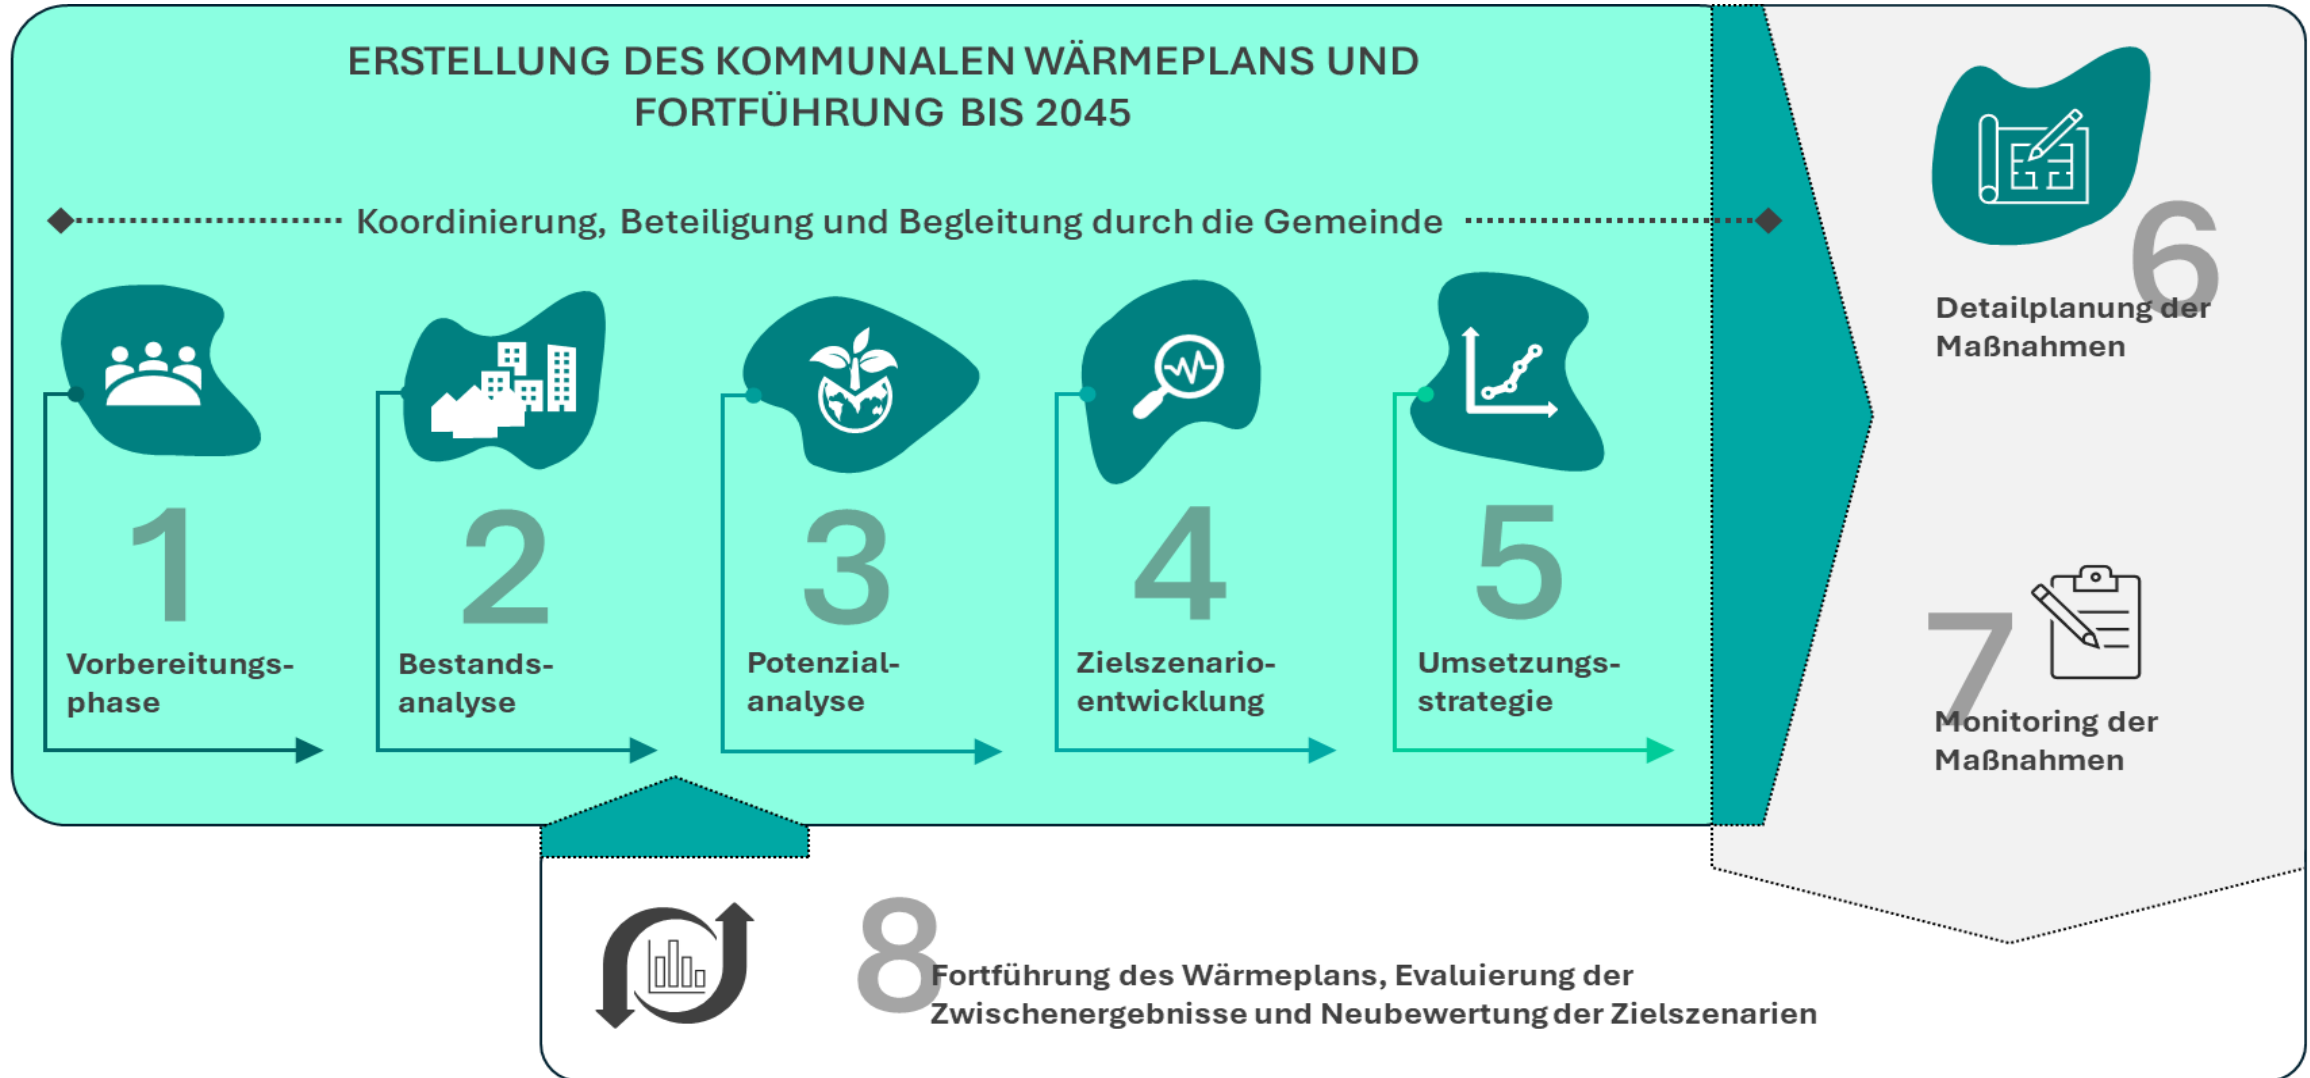 ERSTELLUNG DES KOMMUNALEN WÄRMEPLANS UND
FORTFÜHRUNG BIS 2045
Koordinierung, Beteiligung und Begleitung durch die Gemeinde
1
Vorbereitungs-
phase
2
Bestands-
analyse
3
Potenzial-
analyse
4
Zielszenario-
entwicklung
5
Umsetzungs-
strategie
6
Detailplanung der
Maßnahmen
7
Monitoring der
Maßnahmen
8
Fortführung des Wärmeplans, Evaluierung der
Zwischenergebnisse und Neubewertung der Zielszenarien